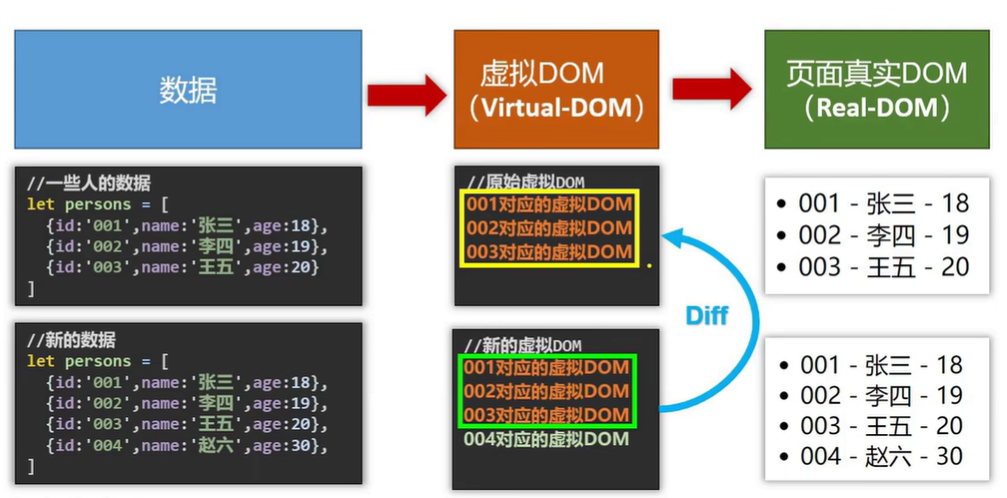 数据
虚拟DOM
（Virtual-DOM）
页面真实DOM
（Real-DOM）
//一些人的数据
let persons = [
{id:'001',name:'张三',age:18},
{id:'002',name:'李四',age:19},
{id:'003',name:'王五',age:20}
]
//原始虚拟DOM
001对应的虚拟DOM
002对应的虚拟DOM
003对应的虚拟DOM
• 001 - 张三 - 18
• 002 - 李四 - 19
• 003 - 王五 - 20
Diff
//新的数据
let persons = [
{id:'001',name:'张三',age:18},
{id:'002',name:'李四',age:19},
{id:'003',name:'王五',age:20},
{id:'004',name:'赵六',age:30},
]
//新的虚拟DOM
001对应的虚拟DOM
002对应的虚拟DOM
003对应的虚拟DOM
004对应的虚拟DOM
• 001 - 张三 - 18
• 002 - 李四 - 19
• 003 - 王五 - 20
• 004 - 赵六 - 30